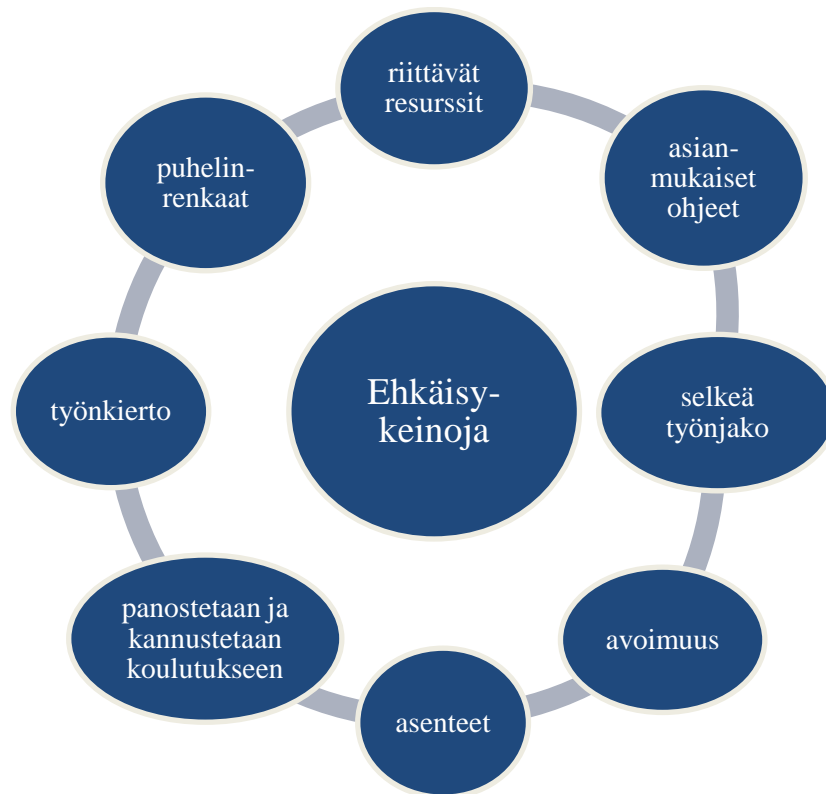 riittävät
resurssit
asian-
mukaiset
ohjeet
selkeä
työnjako
avoimuus
asenteet
panostetaan ja
kannustetaan
koulutukseen
työnkierto
puhelin-
renkaat
Ehkäisy-
keinoja